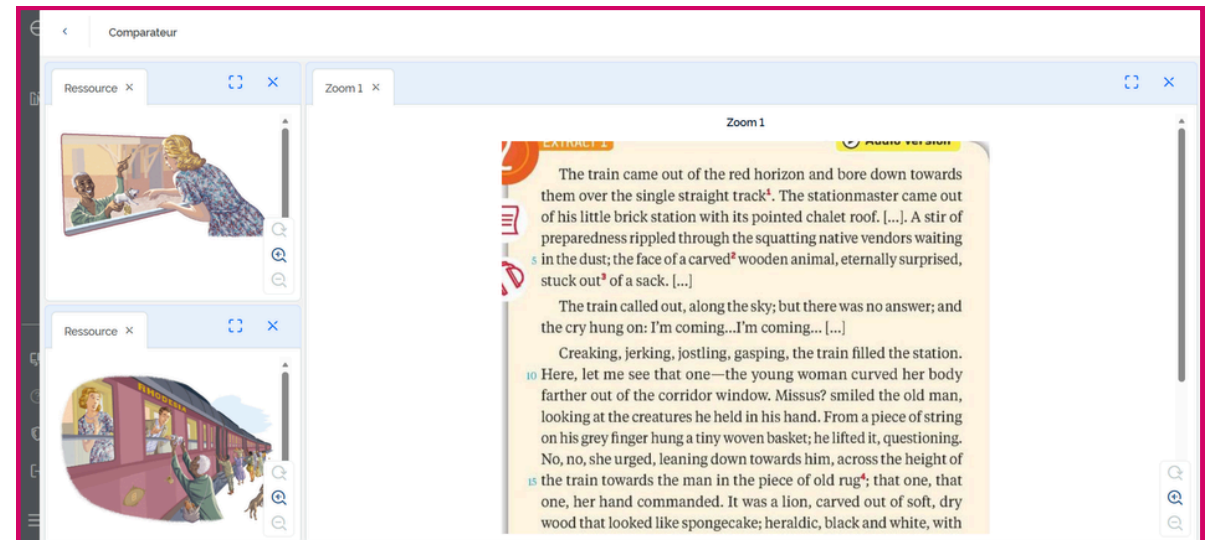 Comparateur
Ressource
Zoom 1
Zoom 1
EXTRACT 1
Audio version
The train came out of the red horizon and bore down towards
them over the single straight track¹. The stationmaster came out
of his little brick station with its pointed chalet roof. [...]. A stir of
preparedness rippled through the squatting native vendors waiting
5 in the dust; the face of a carved² wooden animal, eternally surprised,
stuck out³ of a sack. [...]
The train called out, along the sky; but there was no answer; and
the cry hung on: I'm coming...I'm coming... [...]
Creaking, jerking, jostling, gasping, the train filled the station.
10 Here, let me see that one—the young woman curved her body
farther out of the corridor window. Missus? smiled the old man,
looking at the creatures he held in his hand. From a piece of string
on his grey finger hung a tiny woven basket; he lifted it, questioning.
No, no, she urged, leaning down towards him, across the height of
15 the train towards the man in the piece of old rug⁴; that one, that
one, her hand commanded. It was a lion, carved out of soft, dry
wood that looked like spongecake; heraldic, black and white, with
Ressource
RHODESIA